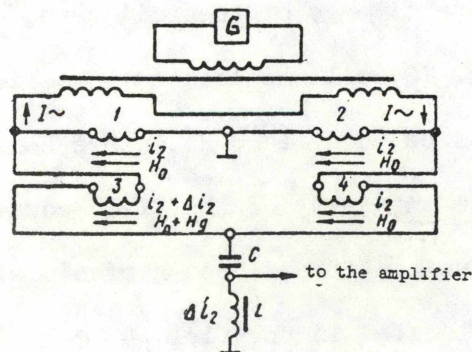 G
I~ 1 2 I~
i₂ i₂
H₀ H₀
3 4
i₂ + Δi₂ i₂
H₀ + Hg H₀
C
to the amplifier
Δi₂ L